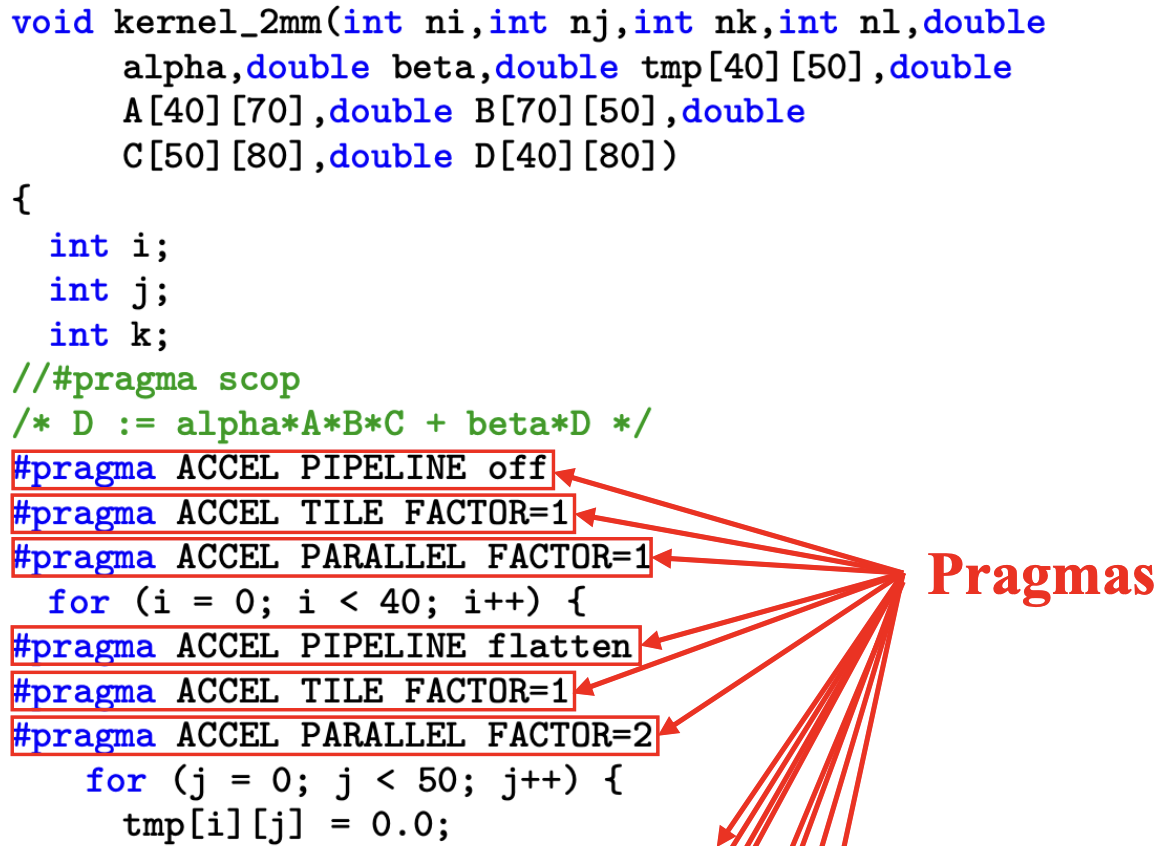 void kernel_2mm(int ni,int nj,int nk,int nl,double
alpha,double beta,double tmp[40][50],double
A[40][70],double B[70][50],double
C[50][80],double D[40][80])
{
int i;
int j;
int k;
//#pragma scop
/* D := alpha*A*B*C + beta*D */
#pragma ACCEL PIPELINE off
#pragma ACCEL TILE FACTOR=1
#pragma ACCEL PARALLEL FACTOR=1
Pragmas
for (i = 0; i < 40; i++) {
#pragma ACCEL PIPELINE flatten
#pragma ACCEL TILE FACTOR=1
#pragma ACCEL PARALLEL FACTOR=2
for (j = 0; j < 50; j++) {
tmp[i][j] = 0.0;